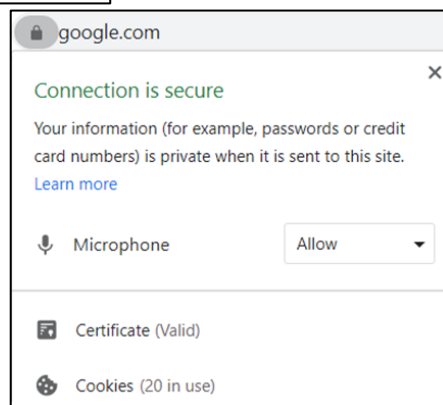 google.com
Connection is secure
Your information (for example, passwords or credit
card numbers) is private when it is sent to this site.
Learn more
Microphone
Allow
Certificate (Valid)
Cookies (20 in use)